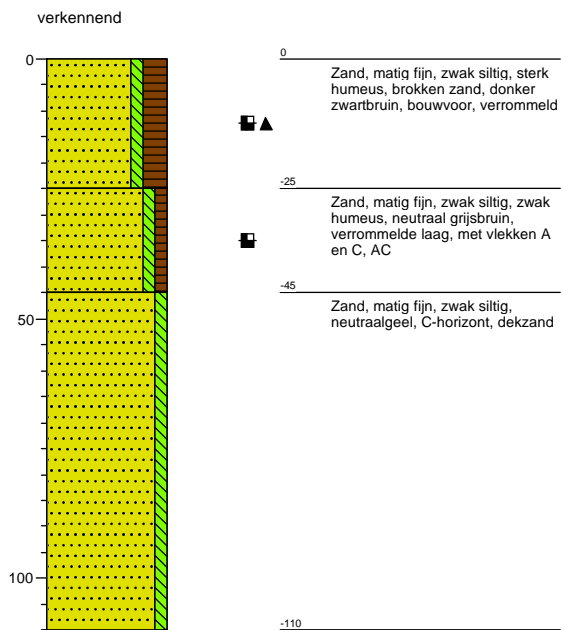 verkennend
0
0
Zand, matig fijn, zwak siltig, sterk
humeus, brokken zand, donker
zwartbruin, bouwvoor, verrommeld
-25
Zand, matig fijn, zwak siltig, zwak
humeus, neutraal grijsbruin,
verrommelde laag, met vlekken A
en C, AC
-45
Zand, matig fijn, zwak siltig,
neutraalgeel, C-horizont, dekzand
50
100
-110